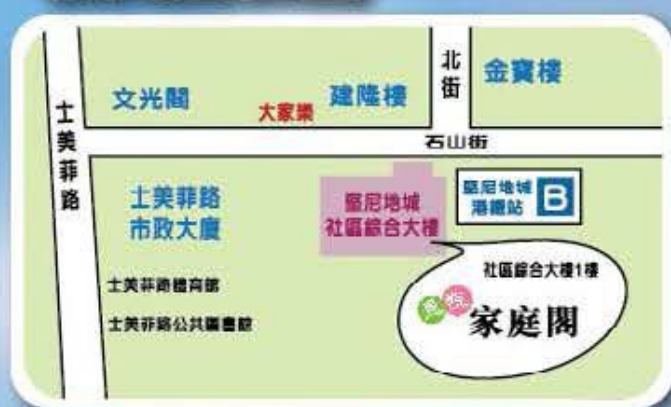 士美菲路
文光閣
大家樂
建隆樓
北街
金寶樓
石山街
士美菲路
市政大廈
堅尼地城
社區綜合大樓
堅尼地城
港鐵站
B
士美菲路體育館
士美菲路公共圖書館
社區綜合大樓1樓
家庭閣